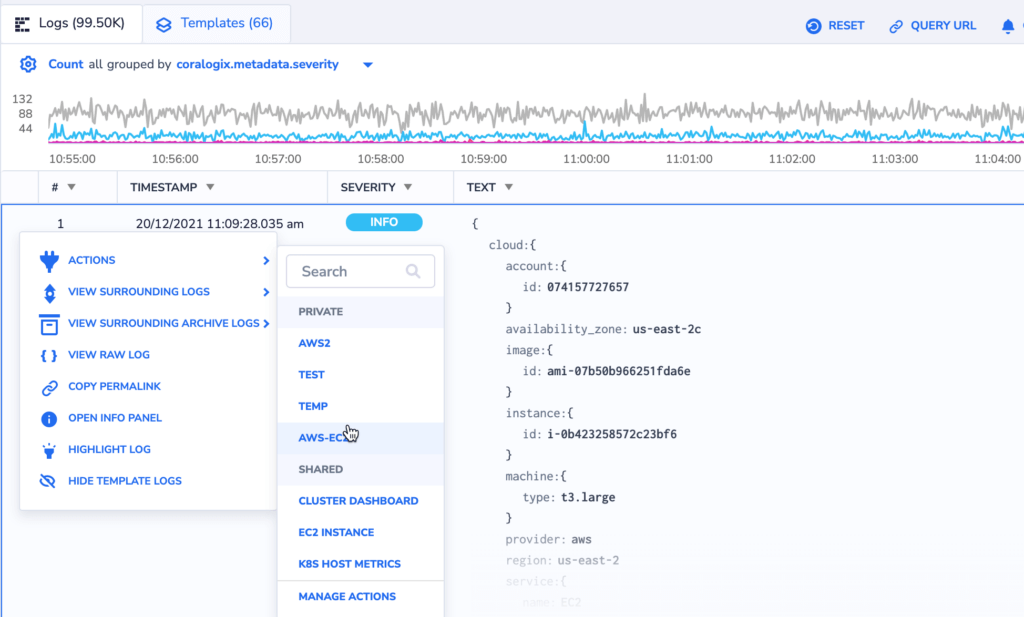 Logs (99.50K) Templates (66) RESET QUERY URL
Count all grouped by coralogix.metadata.severity
132
88
44
10:55:00 10:56:00 10:57:00 10:58:00 10:59:00 11:00:00 11:01:00 11:02:00 11:03:00 11:04:00
# TIMESTAMP SEVERITY TEXT
1 20/12/2021 11:09:28.035 am INFO
ACTIONS
VIEW SURROUNDING LOGS
VIEW SURROUNDING ARCHIVE LOGS
{ } VIEW RAW LOG
COPY PERMALINK
OPEN INFO PANEL
HIGHLIGHT LOG
HIDE TEMPLATE LOGS
Search
PRIVATE
AWS2
TEST
TEMP
AWS-EC2
SHARED
CLUSTER DASHBOARD
EC2 INSTANCE
K8S HOST METRICS
MANAGE ACTIONS
{
cloud:{
account:{
id: 074157727657
}
availability_zone: us-east-2c
image:{
id: ami-07b50b966251fda6e
}
instance:{
id: i-0b423258572c23bf6
}
machine:{
type: t3.large
}
provider: aws
region: us-east-2
service:{
name: EC2